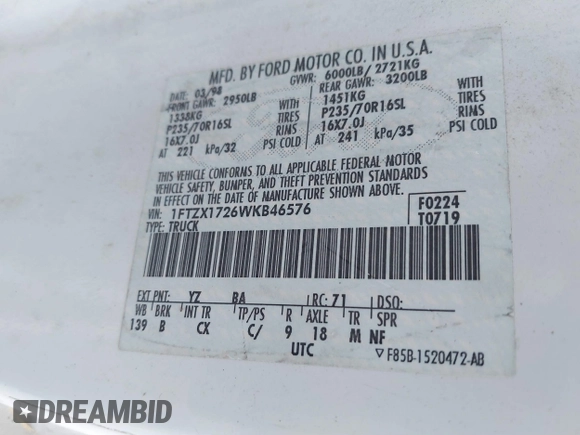 MFD. BY FORD MOTOR CO. IN U.S.A.
DATE: 03/98 GVWR: 6000LB/ 2721KG
FRONT GAWR: 2950LB REAR GAWR: 3200LB
1338KG WITH 1451KG WITH
P235/70R16SL TIRES P235/70R16SL TIRES
16X7.0J RIMS 16X7.0J RIMS
AT 221 kPa/32 PSI COLD AT 241 kPa/35 PSI COLD
THIS VEHICLE CONFORMS TO ALL APPLICABLE FEDERAL MOTOR
VEHICLE SAFETY, BUMPER, AND THEFT PREVENTION STANDARDS
IN EFFECT ON THE DATE OF MANUFACTURE SHOWN ABOVE.
VIN: 1FTZX1726WKB46576 F0224
TYPE: TRUCK T0719
EXT PNT: YZ BA RC: 71 DSO:
WB BRK INT TR TP/PS R AXLE TR SPR
139 B CX C/ 9 18 M NF
UTC ▽F85B-1520472-AB
DREAMBID